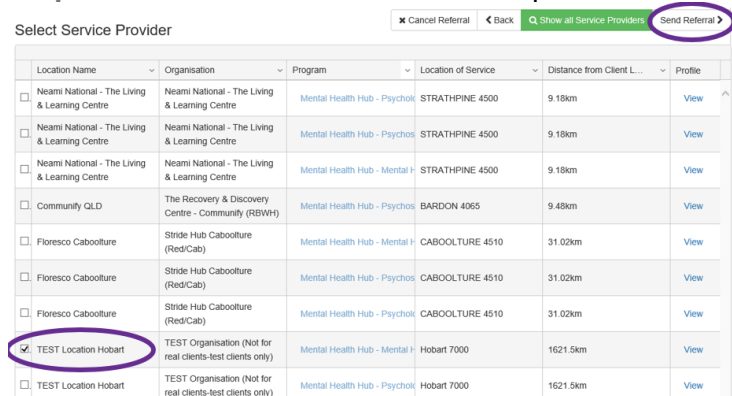 Select Service Provider
✖ Cancel Referral
❮ Back
Show all Service Providers
Send Referral ❯
Location Name Organisation Program Location of Service Distance from Client L... Profile
Neami National - The Living Neami National - The Living
& Learning Centre & Learning Centre Mental Health Hub - Psycholo STRATHPINE 4500 9.18km View
Neami National - The Living Neami National - The Living
& Learning Centre & Learning Centre Mental Health Hub - Psychos STRATHPINE 4500 9.18km View
Neami National - The Living Neami National - The Living
& Learning Centre & Learning Centre Mental Health Hub - Mental H STRATHPINE 4500 9.18km View
Communify QLD The Recovery & Discovery
Centre - Communify (RBWH) Mental Health Hub - Psychos BARDON 4065 9.48km View
Floresco Caboolture Stride Hub Caboolture
(Red/Cab) Mental Health Hub - Mental H CABOOLTURE 4510 31.02km View
Floresco Caboolture Stride Hub Caboolture
(Red/Cab) Mental Health Hub - Psychos CABOOLTURE 4510 31.02km View
Floresco Caboolture Stride Hub Caboolture
(Red/Cab) Mental Health Hub - Psycholo CABOOLTURE 4510 31.02km View
TEST Location Hobart TEST Organisation (Not for
real clients-test clients only) Mental Health Hub - Mental H Hobart 7000 1621.5km View
TEST Location Hobart TEST Organisation (Not for
real clients-test clients only) Mental Health Hub - Psycholo Hobart 7000 1621.5km View